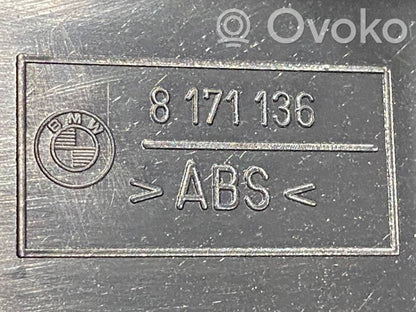 Ovoko
BMW
8 171 136
> ABS <